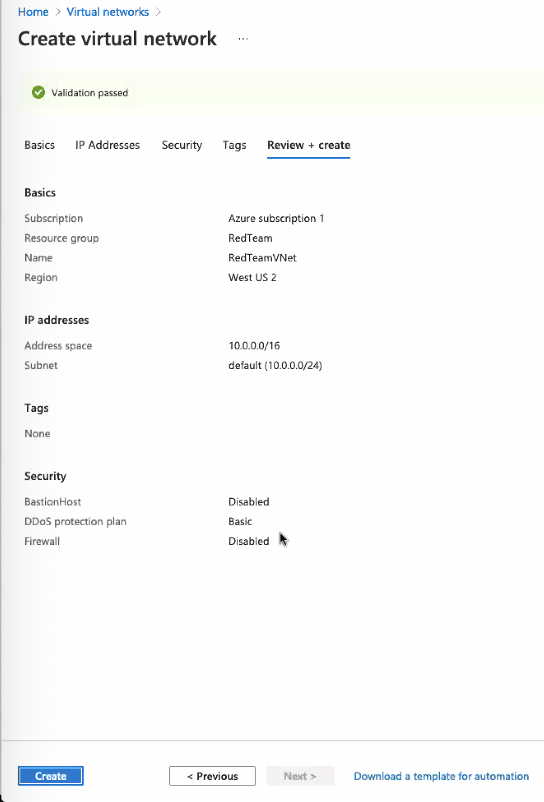 Home > Virtual networks >
Create virtual network ...
Validation passed
Basics IP Addresses Security Tags Review + create
Basics
Subscription Azure subscription 1
Resource group RedTeam
Name RedTeamVNet
Region West US 2
IP addresses
Address space 10.0.0.0/16
Subnet default (10.0.0.0/24)
Tags
None
Security
BastionHost Disabled
DDoS protection plan Basic
Firewall Disabled
Create < Previous Next > Download a template for automation